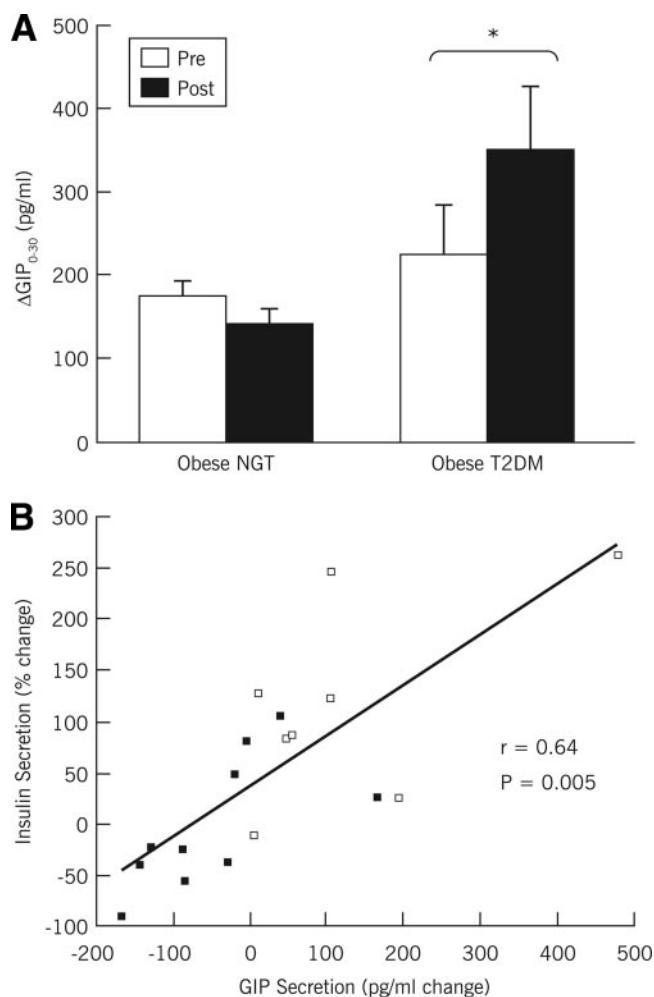 A
500
400
300
200
100
0
ΔGIP0-30 (pg/ml)
Pre
Post
*
Obese NGT
Obese T2DM
B
300
250
200
150
100
50
0
-50
-100
Insulin Secretion (% change)
r = 0.64
P = 0.005
-200 -100 0 100 200 300 400 500
GIP Secretion (pg/ml change)